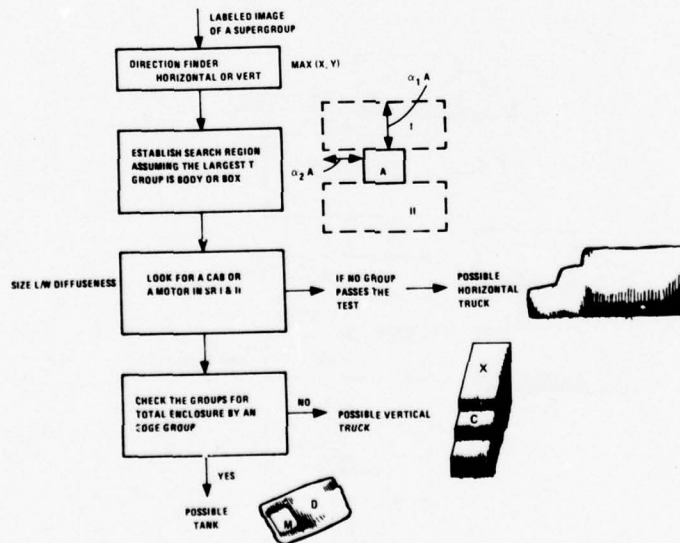 LABELED IMAGE
OF A SUPERGROUP
DIRECTION FINDER
HORIZONTAL OR VERT
MAX (X, Y)
α1 A
I
ESTABLISH SEARCH REGION
ASSUMING THE LARGEST T
GROUP IS BODY OR BOX
α2 A
A
II
SIZE L/W DIFFUSENESS
LOOK FOR A CAB OR
A MOTOR IN SR I & II
IF NO GROUP
PASSES THE
TEST
POSSIBLE
HORIZONTAL
TRUCK
X
C
CHECK THE GROUPS FOR
TOTAL ENCLOSURE BY AN
EDGE GROUP
NO
POSSIBLE VERTICAL
TRUCK
YES
POSSIBLE
TANK
D
M